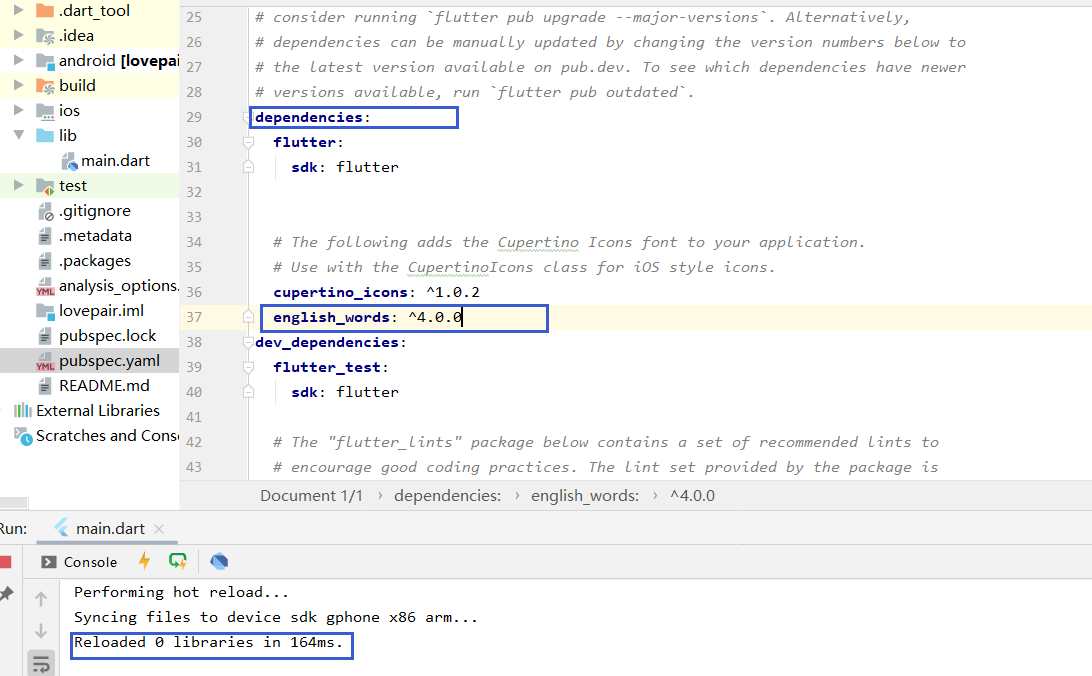 .dart_tool
.idea
android [lovepai
build
ios
lib
main.dart
test
.gitignore
.metadata
.packages
analysis_options.
lovepair.iml
pubspec.lock
pubspec.yaml
README.md
External Libraries
Scratches and Cons
25 # consider running `flutter pub upgrade --major-versions`. Alternatively,
26 # dependencies can be manually updated by changing the version numbers below to
27 # the latest version available on pub.dev. To see which dependencies have newer
28 # versions available, run `flutter pub outdated`.
29 dependencies:
30 flutter:
31 sdk: flutter
32
33
34 # The following adds the Cupertino Icons font to your application.
35 # Use with the CupertinoIcons class for iOS style icons.
36 cupertino_icons: ^1.0.2
37 english_words: ^4.0.0
38 dev_dependencies:
39 flutter_test:
40 sdk: flutter
41
42 # The "flutter_lints" package below contains a set of recommended lints to
43 # encourage good coding practices. The lint set provided by the package is
Document 1/1 › dependencies: › english_words: › ^4.0.0
Run: main.dart
Console
Performing hot reload...
Syncing files to device sdk gphone x86 arm...
Reloaded 0 libraries in 164ms.